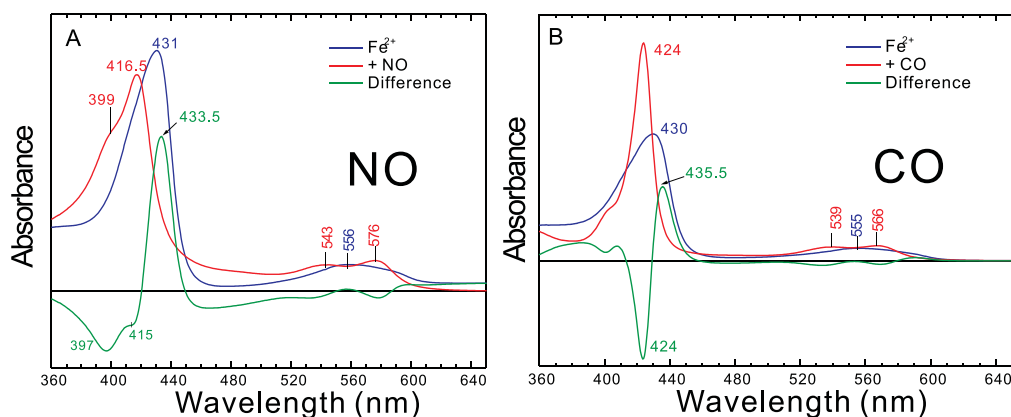 A
431
416.5
399
433.5
Fe²⁺
+ NO
Difference
NO
543
556
576
397
415
Absorbance
360 400 440 480 520 560 600 640
Wavelength (nm)
B
424
430
435.5
Fe²⁺
+ CO
Difference
CO
539
555
566
424
Absorbance
360 400 440 480 520 560 600 640
Wavelength (nm)